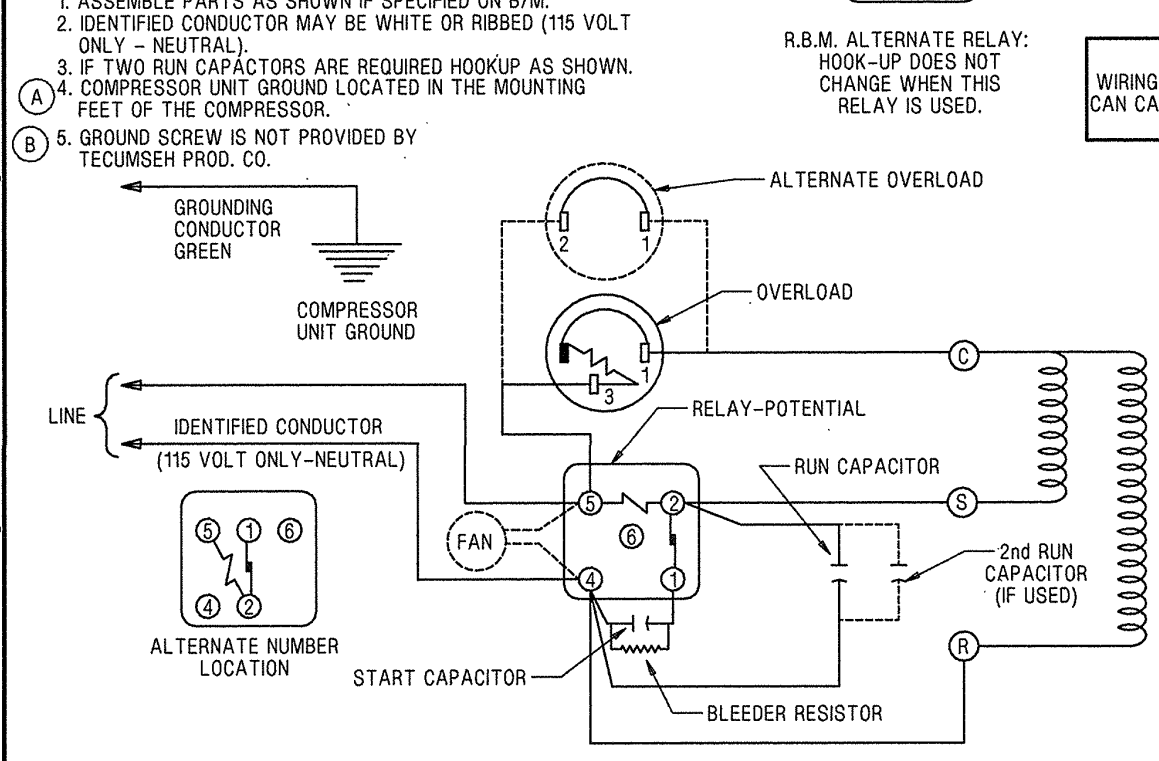 1. ASSEMBLE PARTS AS SHOWN IF SPECIFIED ON B/M.
2. IDENTIFIED CONDUCTOR MAY BE WHITE OR RIBBED (115 VOLT
ONLY – NEUTRAL).
3. IF TWO RUN CAPACTORS ARE REQUIRED HOOKUP AS SHOWN.
A 4. COMPRESSOR UNIT GROUND LOCATED IN THE MOUNTING
FEET OF THE COMPRESSOR.
B 5. GROUND SCREW IS NOT PROVIDED BY
TECUMSEH PROD. CO.
R.B.M. ALTERNATE RELAY:
HOOK-UP DOES NOT
CHANGE WHEN THIS
RELAY IS USED.
WIRING
CAN CA
GROUNDING
CONDUCTOR
GREEN
COMPRESSOR
UNIT GROUND
ALTERNATE OVERLOAD
2 1
OVERLOAD
1
3
C
LINE
IDENTIFIED CONDUCTOR
(115 VOLT ONLY–NEUTRAL)
RELAY-POTENTIAL
RUN CAPACITOR
5 2
S
6
FAN
4 1
5 1 6
4 2
ALTERNATE NUMBER
LOCATION
2nd RUN
CAPACITOR
(IF USED)
R
START CAPACITOR
BLEEDER RESISTOR